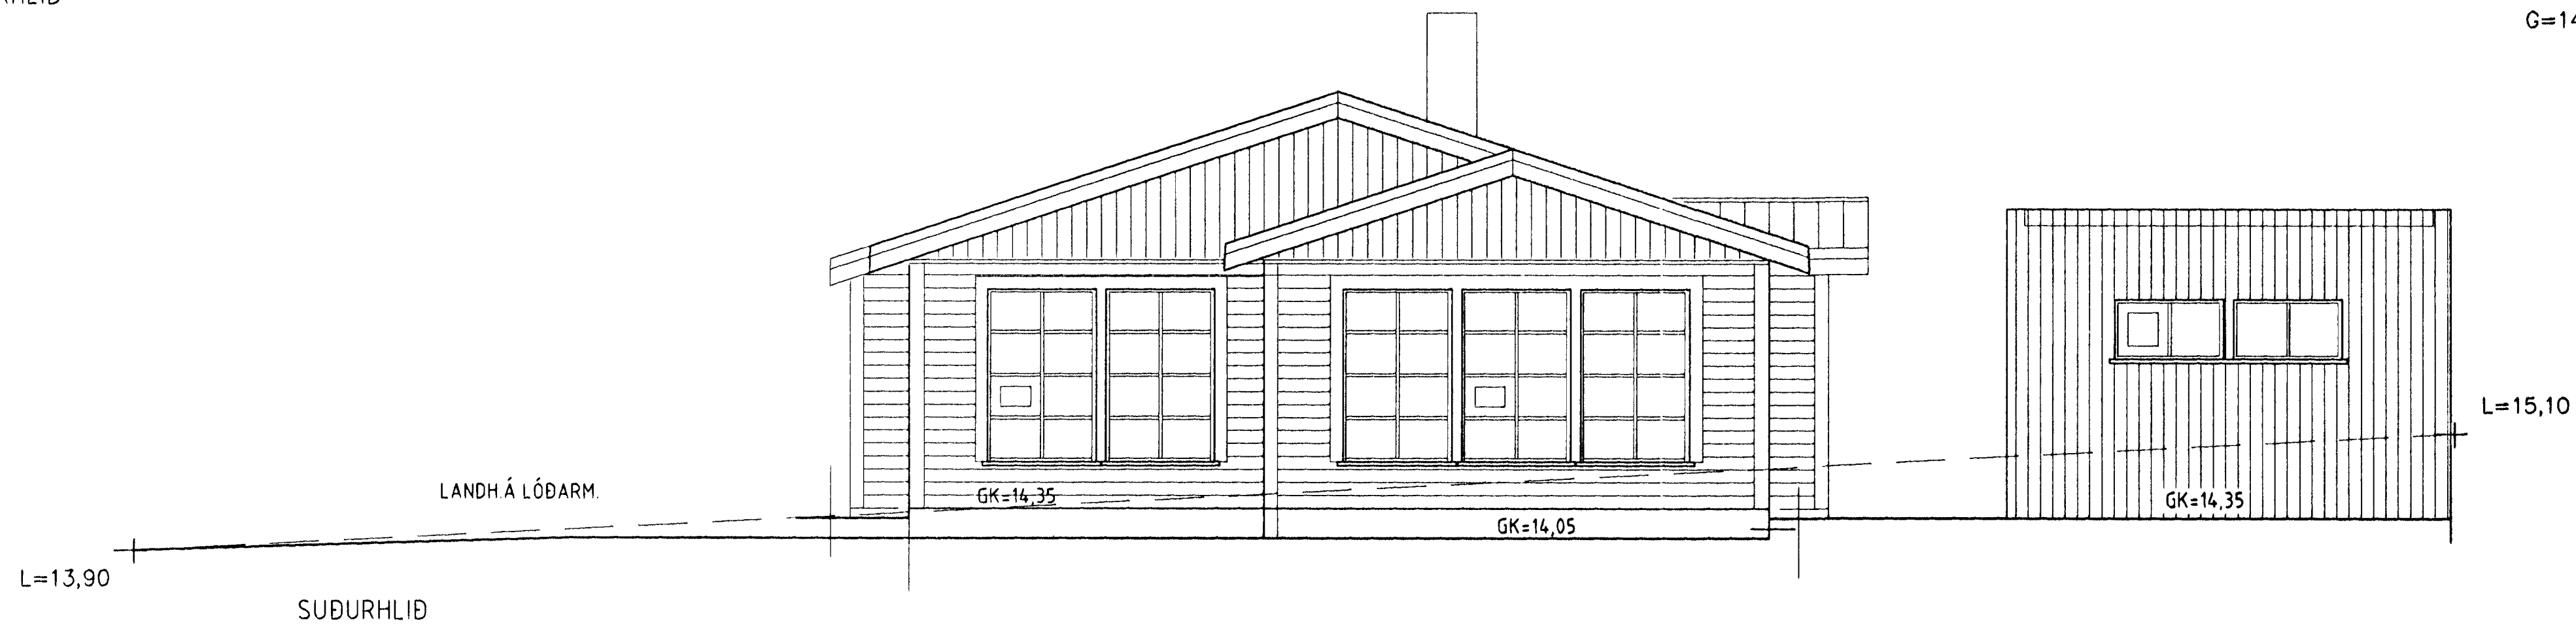 G=14
L=15,10
LANDH.Á LÓÐARM.
GK=14,35
GK=14,35
GK=14,05
L=13,90
SUÐURHLIÐ